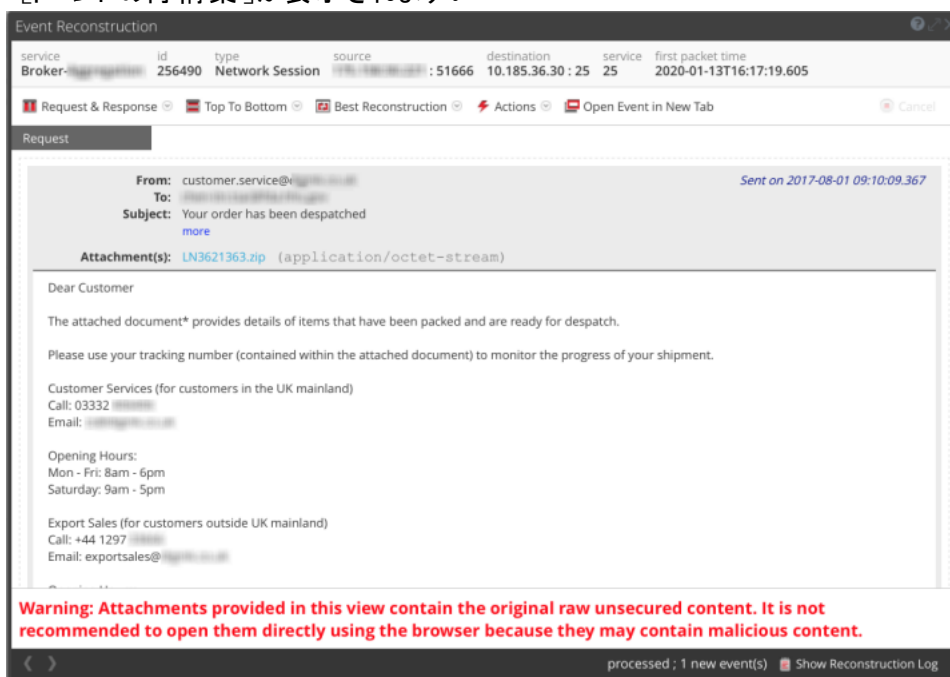 Event Reconstruction
service id type source destination service first packet time
Broker- 256490 Network Session : 51666 10.185.36.30 : 25 25 2020-01-13T16:17:19.605
Request & Response Top To Bottom Best Reconstruction Actions Open Event in New Tab Cancel
Request
From: customer.service@ Sent on 2017-08-01 09:10:09.367
To:
Subject: Your order has been despatched
more
Attachment(s): LN3621363.zip (application/octet-stream)
Dear Customer
The attached document* provides details of items that have been packed and are ready for despatch.
Please use your tracking number (contained within the attached document) to monitor the progress of your shipment.
Customer Services (for customers in the UK mainland)
Call: 03332
Email:
Opening Hours:
Mon - Fri: 8am - 6pm
Saturday: 9am - 5pm
Export Sales (for customers outside UK mainland)
Call: +44 1297
Email: exportsales@
Warning: Attachments provided in this view contain the original raw unsecured content. It is not
recommended to open them directly using the browser because they may contain malicious content.
processed ; 1 new event(s) Show Reconstruction Log